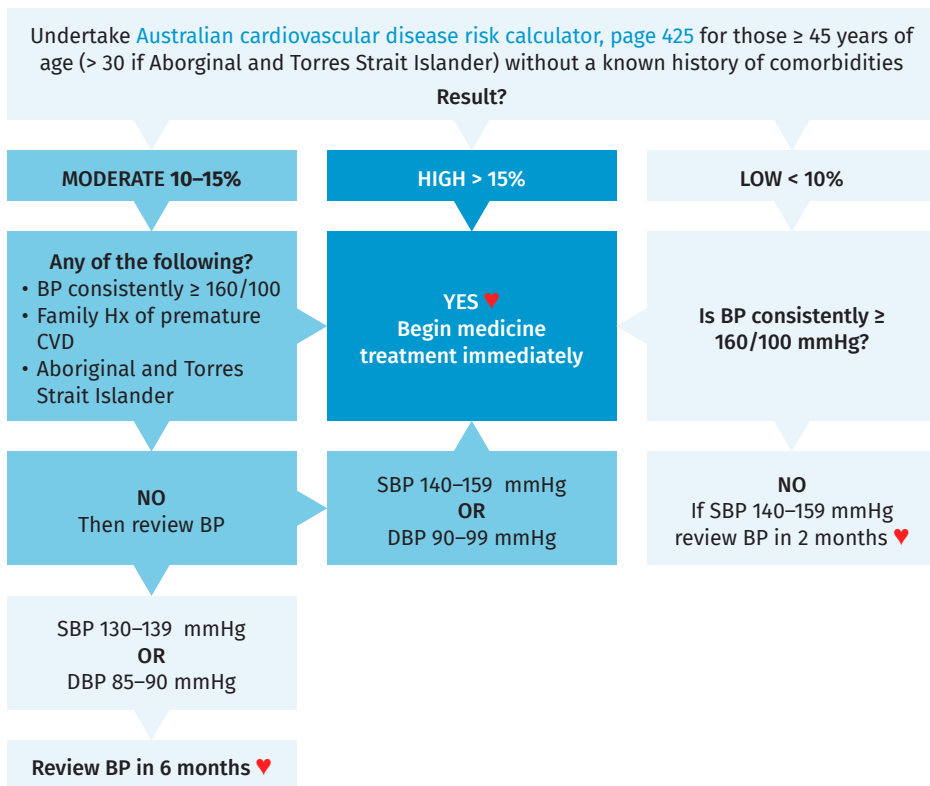 Undertake Australian cardiovascular disease risk calculator, page 425 for those ≥ 45 years of
age (> 30 if Aborginal and Torres Strait Islander) without a known history of comorbidities
Result?
MODERATE 10–15%
HIGH > 15%
LOW < 10%
Any of the following?
• BP consistently ≥ 160/100
• Family Hx of premature
CVD
• Aboriginal and Torres
Strait Islander
YES ♥
Begin medicine
treatment immediately
Is BP consistently ≥
160/100 mmHg?
NO
Then review BP
SBP 140–159 mmHg
OR
DBP 90–99 mmHg
NO
If SBP 140–159 mmHg
review BP in 2 months ♥
SBP 130–139 mmHg
OR
DBP 85–90 mmHg
Review BP in 6 months ♥